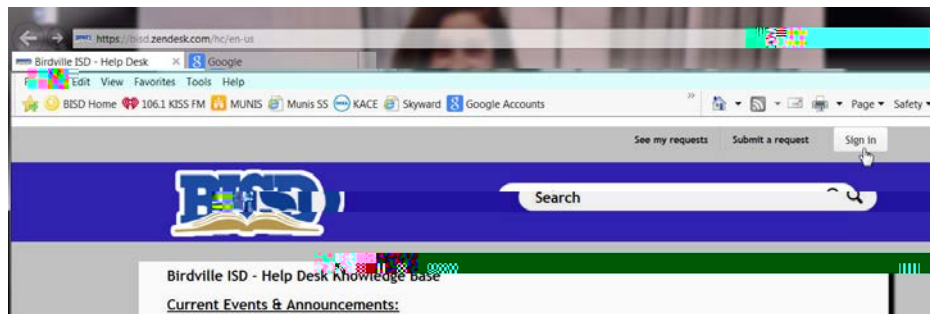 https://bisd.zendesk.com/hc/en-us
Birdville ISD - Help Desk × Google
Edit View Favorites Tools Help
BISD Home 106.1 KISS FM MUNIS Munis SS KACE Skyward Google Accounts » Page Safety
See my requests Submit a request Sign in
BISD
Search
Birdville ISD - Help Desk Knowledge Base
Current Events & Announcements: